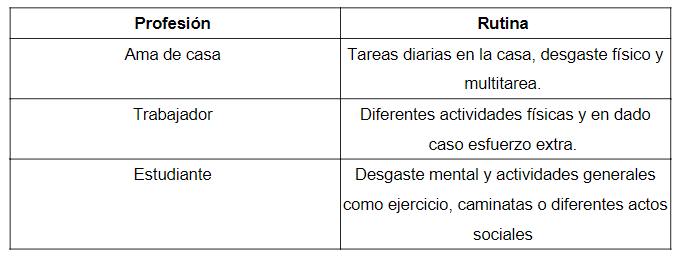 Profesión Rutina
Ama de casa Tareas diarias en la casa, desgaste físico y
multitarea.
Trabajador Diferentes actividades físicas y en dado
caso esfuerzo extra.
Estudiante Desgaste mental y actividades generales
como ejercicio, caminatas o diferentes actos
sociales